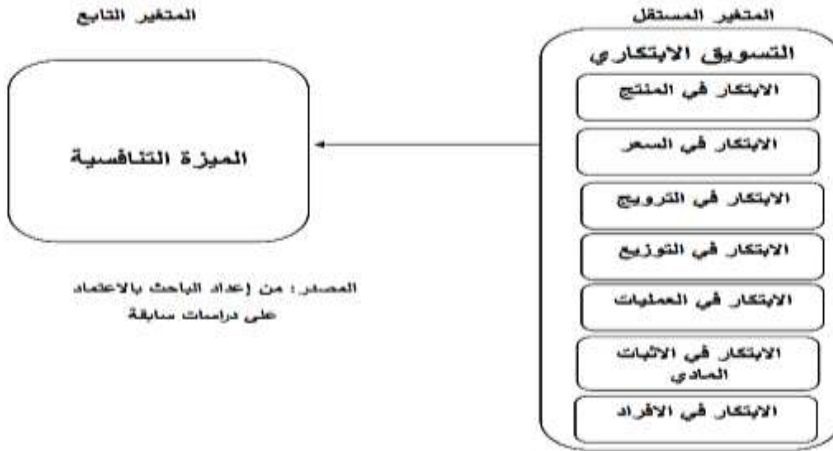 المتغير المستقل
المتغير التابع
التسويق الابتكاري
الابتكار في المنتج
الابتكار في السعر
الابتكار في الترويج
الابتكار في التوزيع
الابتكار في العمليات
الابتكار في الاثبات
المادي
الابتكار في الافراد
الميزة التنافسية
المصدر: من إعداد الباحث بالاعتماد
على دراسات سابقة